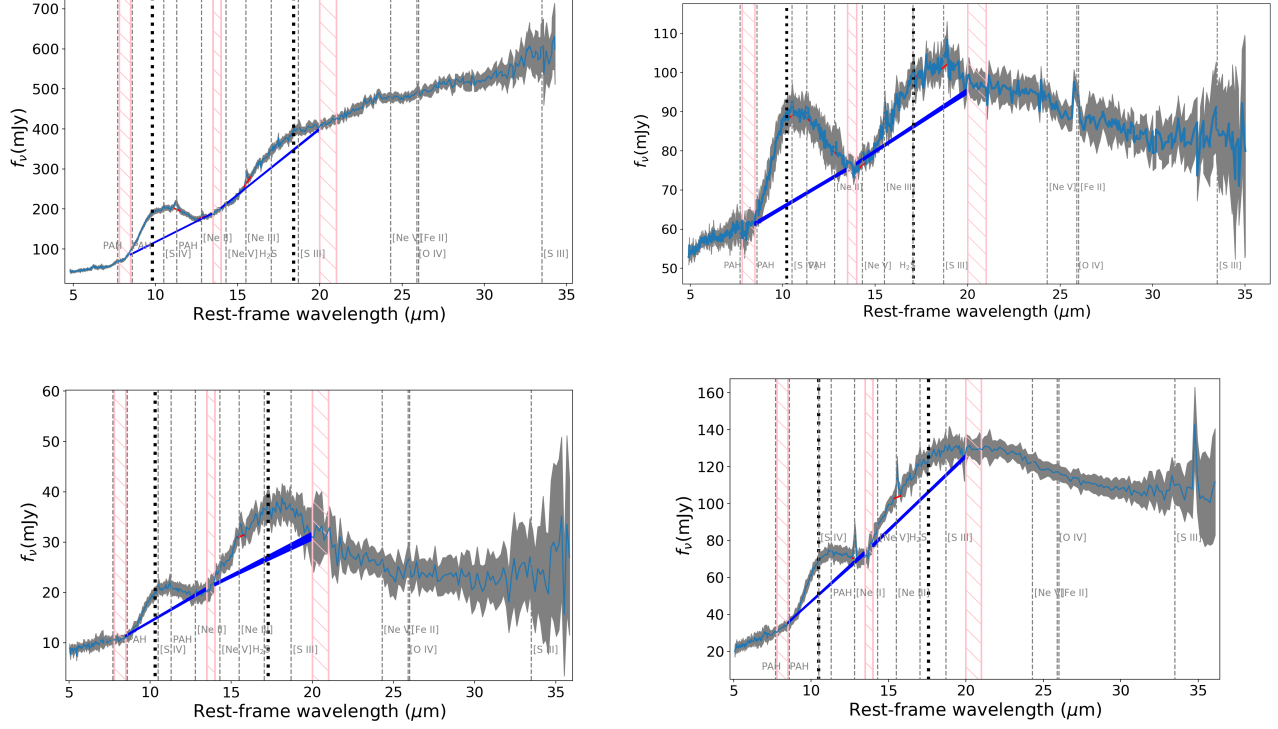 700
600
500
400
300
200
100
fν(mJy)
PAH
PAH
[S IV]
PAH
[Ne II]
[Ne V]
[Ne III]
H2S
[S III]
[Ne V]
[Fe II]
[O IV]
[S III]
5 10 15 20 25 30 35
Rest-frame wavelength (μm)
110
100
90
80
70
60
50
fν(mJy)
[Ne II]
[Ne III]
[Ne V]
[Fe II]
PAH
PAH
[S IV]
PAH
[Ne V]
H2S
[S III]
[O IV]
[S III]
5 10 15 20 25 30 35
Rest-frame wavelength (μm)
60
50
40
30
20
10
fν(mJy)
[Ne II]
[Ne III]
[Ne V]
[Fe II]
PAH
PAH
[S IV]
[Ne V]
H2S
[S III]
[O IV]
[S III]
5 10 15 20 25 30 35
Rest-frame wavelength (μm)
160
140
120
100
80
60
40
20
fν(mJy)
[S IV]
[Ne V]
H2S
[S III]
[O IV]
[S III]
PAH
[Ne II]
[Ne III]
[Ne V]
[Fe II]
PAH
PAH
5 10 15 20 25 30 35
Rest-frame wavelength (μm)